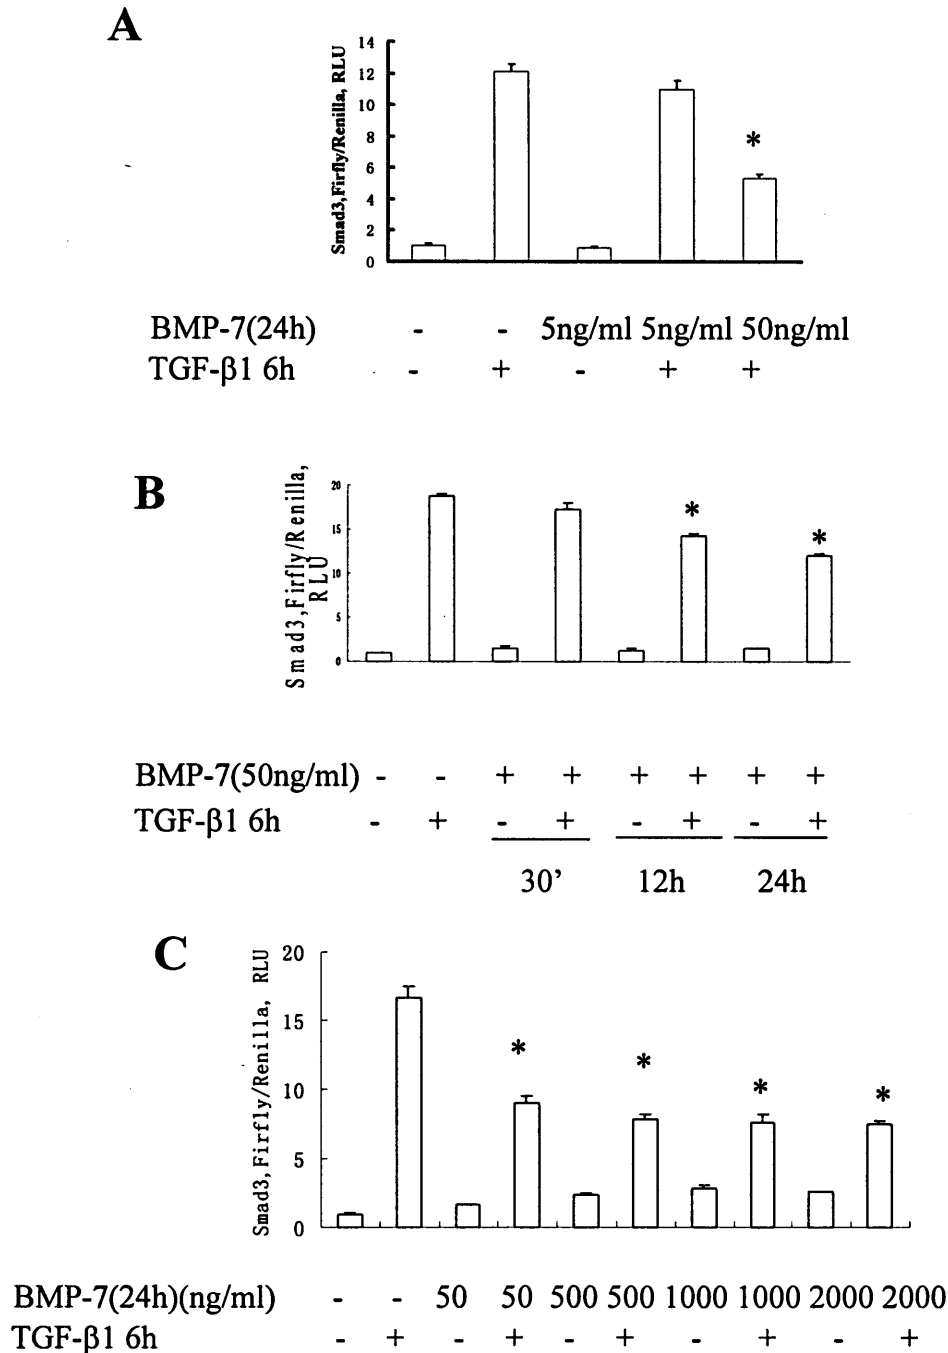 A
Smad3,Firfly/Renilla, RLU
14
12
10
8
6
4
2
0
*
BMP-7(24h) - - 5ng/ml 5ng/ml 50ng/ml
TGF-β1 6h - + - + +
B
Smad3,Firfly/Renilla,
RLU
20
15
10
5
0
* *
BMP-7(50ng/ml) - - + + + + + +
TGF-β1 6h - + - + - + - +
30’ 12h 24h
C
Smad3,Firfly/Renilla, RLU
20
15
10
5
0
* * * *
BMP-7(24h)(ng/ml) - - 50 50 500 500 1000 1000 2000 2000
TGF-β1 6h - + - + - + - + - +